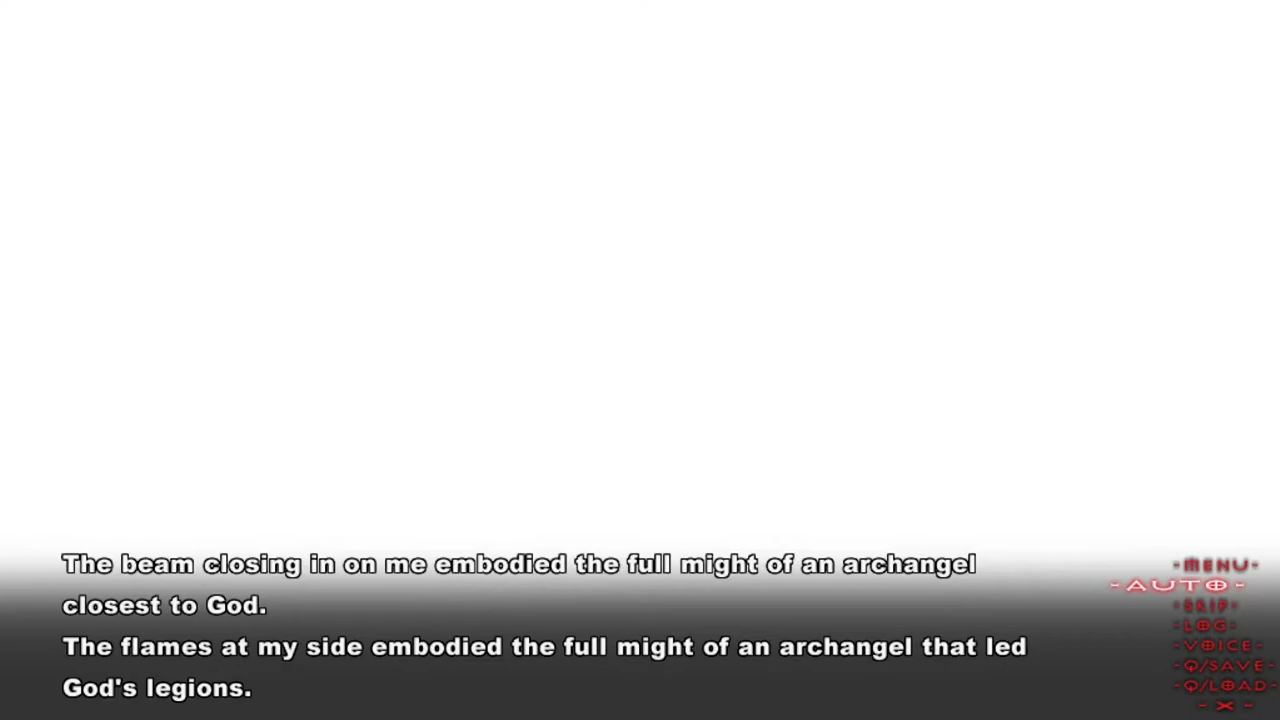 The beam closing in on me embodied the full might of an archangel
closest to God.
The flames at my side embodied the full might of an archangel that led
God's legions.
-MENU-
-AUTO-
-SKIP-
-LOG-
-VOICE-
-Q/SAVE-
-Q/LOAD-
-X-